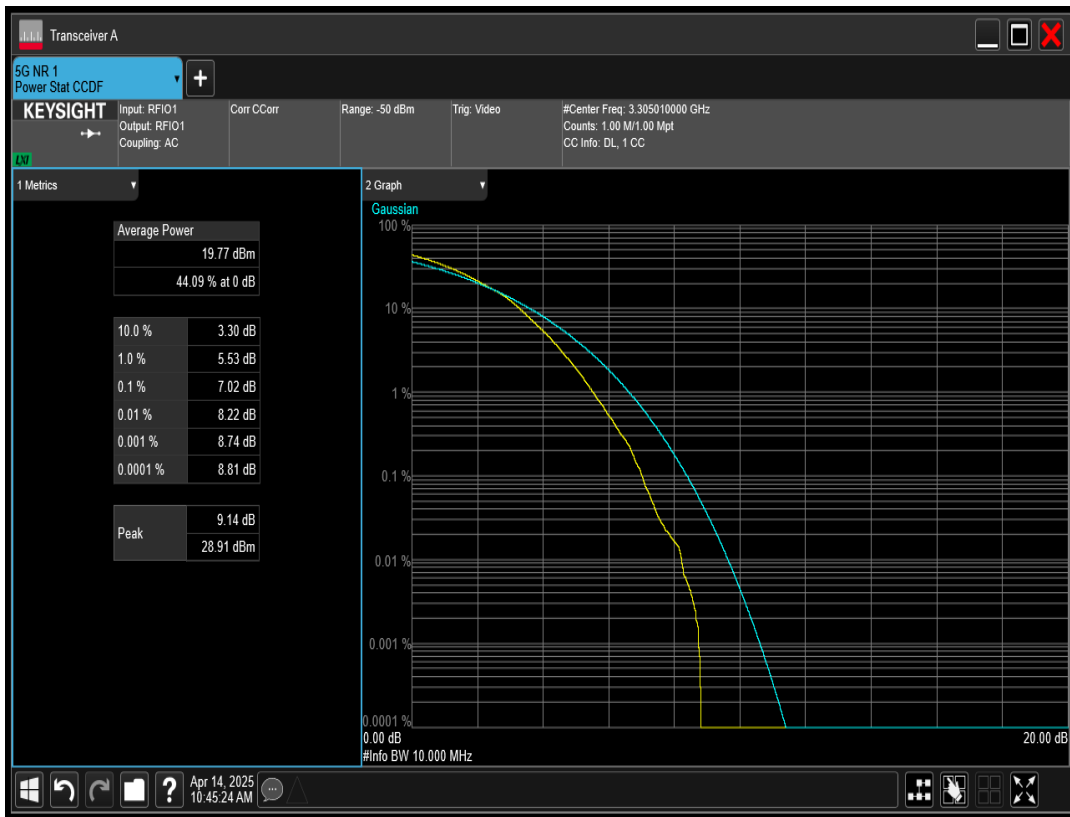 Transceiver A
5G NR 1
Power Stat CCDF
+
KEYSIGHT
LXI
Input: RFIO1
Output: RFIO1
Coupling: AC
Corr CCorr
Range: -50 dBm
Trig: Video
#Center Freq: 3.305010000 GHz
Counts: 1.00 M/1.00 Mpt
CC Info: DL, 1 CC
1 Metrics
Average Power
19.77 dBm
44.09 % at 0 dB
10.0 % 3.30 dB
1.0 % 5.53 dB
0.1 % 7.02 dB
0.01 % 8.22 dB
0.001 % 8.74 dB
0.0001 % 8.81 dB
Peak 9.14 dB
28.91 dBm
2 Graph
Gaussian
100 %
10 %
1 %
0.1 %
0.01 %
0.001 %
0.0001 %
0.00 dB 20.00 dB
#Info BW 10.000 MHz
?
Apr 14, 2025
10:45:24 AM